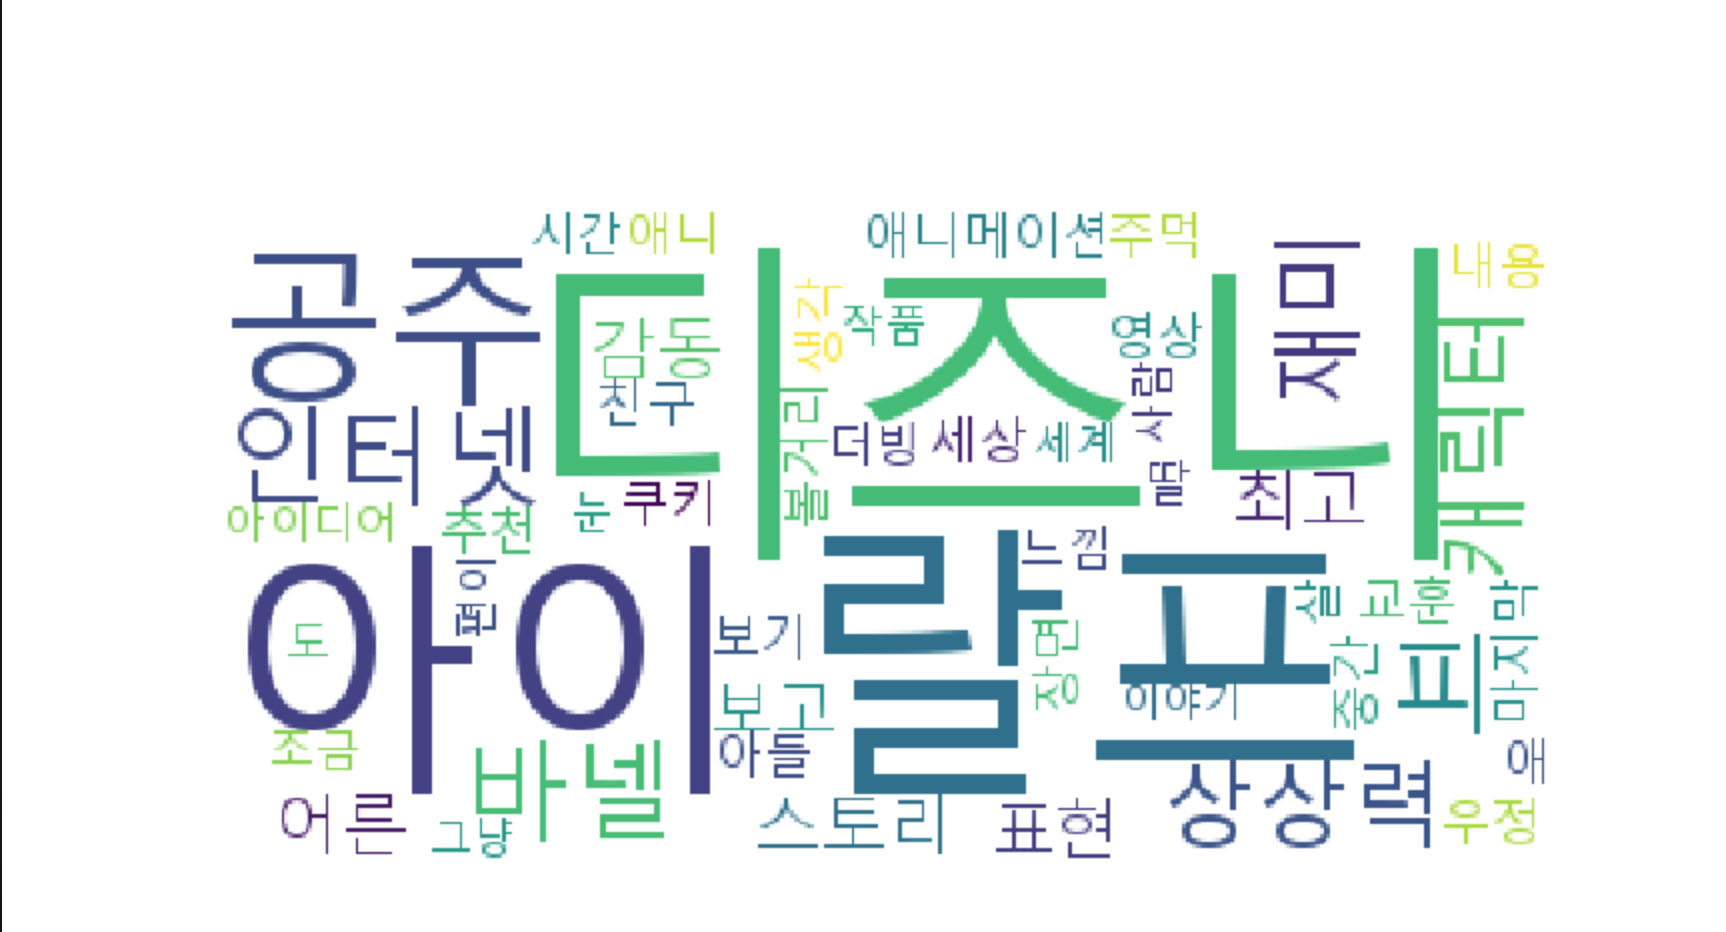 시간
애니
애니메이션
주먹
공주
디즈니
재미
내용
감동
생각
작품
영상
캐릭터
친구
사람
인터넷
볼거리
더빙
세상
세계
딸
최고
아이디어
추천
눈
쿠키
아이
편이
랄프
느낌
살
교훈
마지막
도
보기
장면
중간
피
보고
이야기
조금
바넬
아들
상상력
애
어른
그냥
스토리
표현
우정